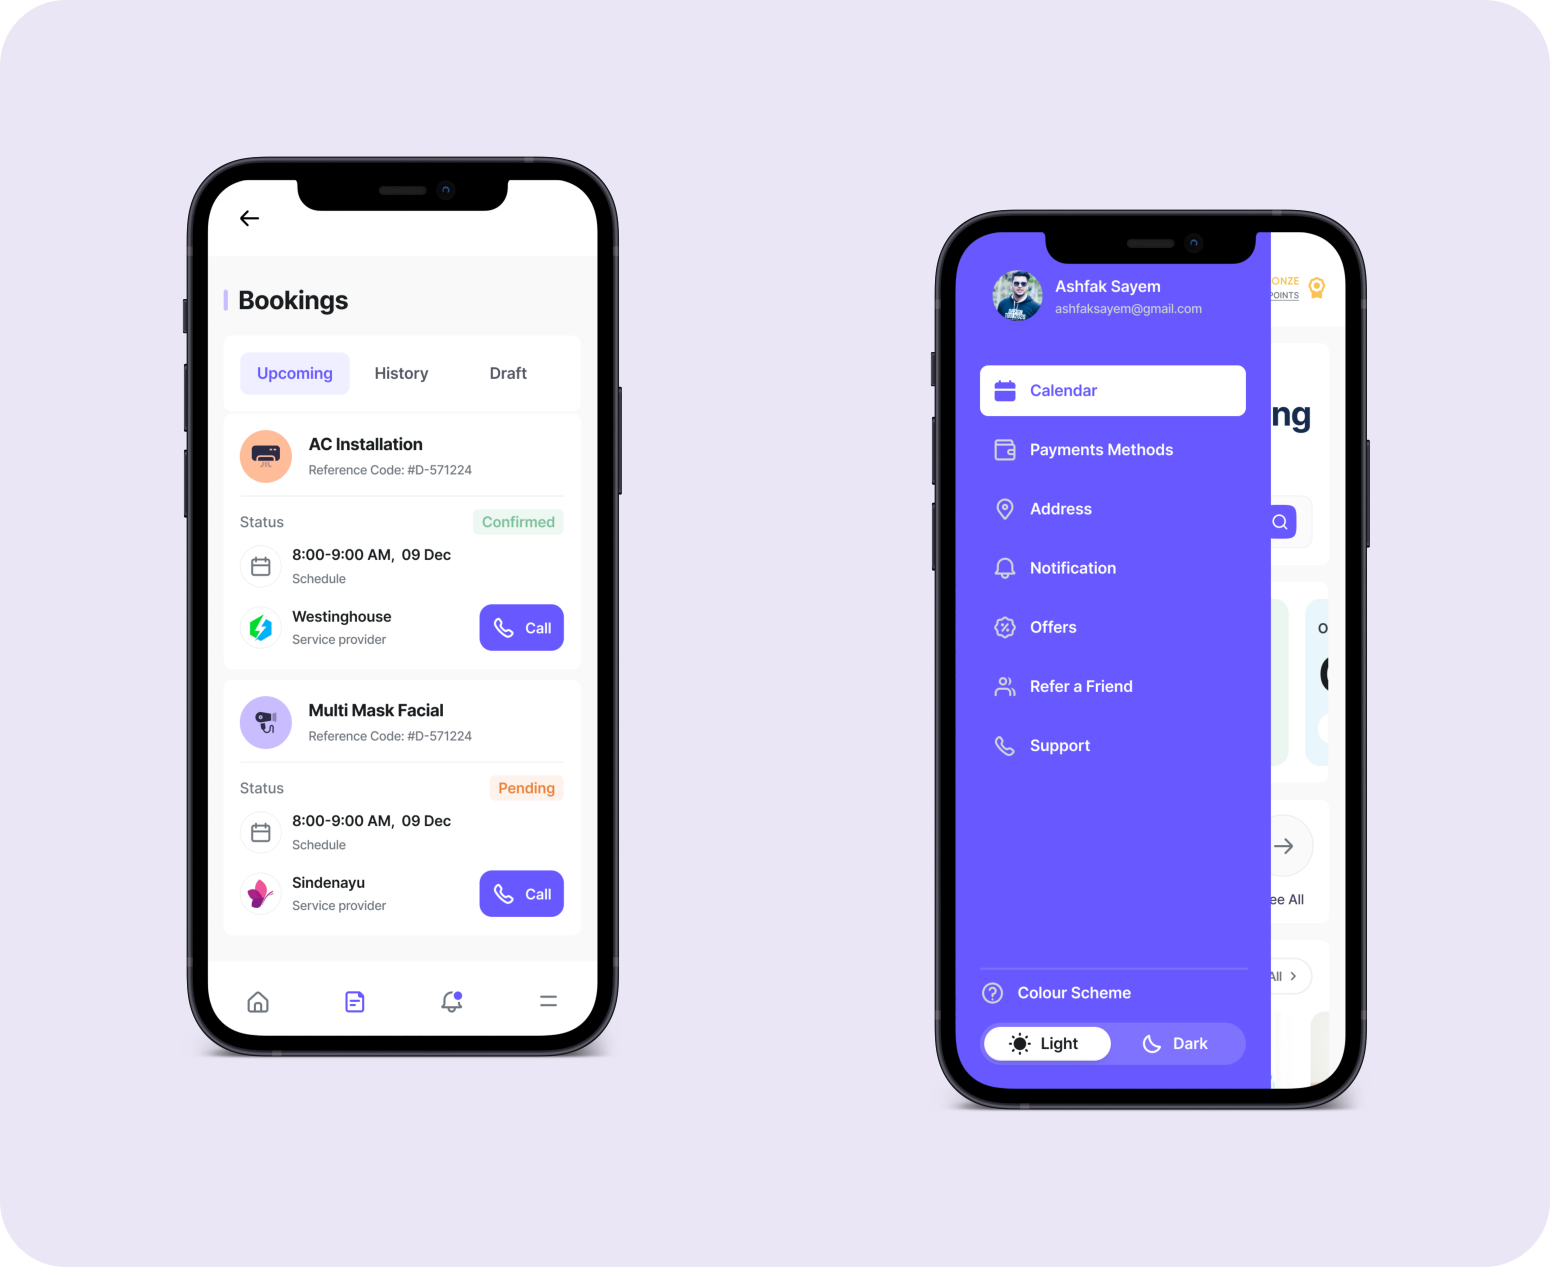 Bookings
Upcoming History Draft
AC Installation
Reference Code: #D-571224
Status Confirmed
8:00-9:00 AM, 09 Dec
Schedule
Westinghouse
Service provider
Call
Multi Mask Facial
Reference Code: #D-571224
Status Pending
8:00-9:00 AM, 09 Dec
Schedule
Sindenayu
Service provider
Call
Ashfak Sayem
ashfaksayem@gmail.com
Calendar
Payments Methods
Address
Notification
Offers
Refer a Friend
Support
Colour Scheme
Light Dark
ONZE
POINTS
ng
O
ee All
All